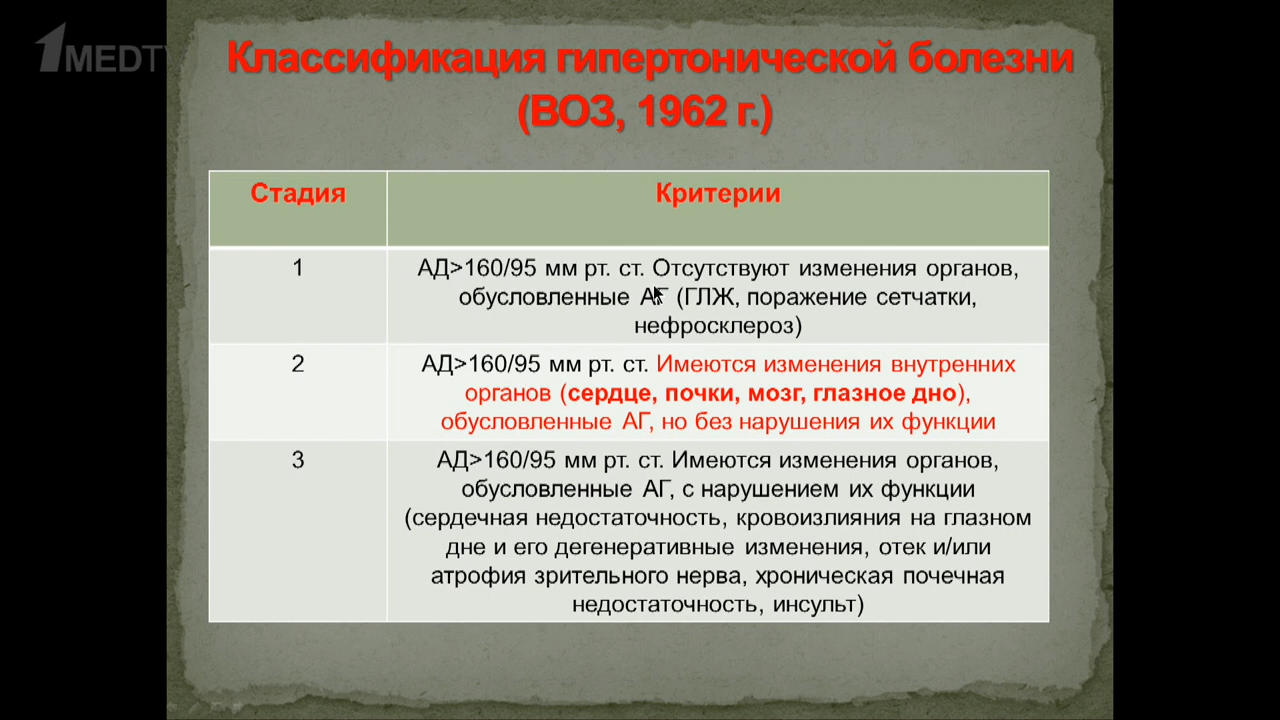 1MEDTV
Классификация гипертонической болезни
(ВОЗ, 1962 г.)
Стадия
Критерии
1
АД>160/95 мм рт. ст. Отсутствуют изменения органов,
обусловленные АГ (ГЛЖ, поражение сетчатки,
нефросклероз)
2
АД>160/95 мм рт. ст. Имеются изменения внутренних
органов (сердце, почки, мозг, глазное дно),
обусловленные АГ, но без нарушения их функции
3
АД>160/95 мм рт. ст. Имеются изменения органов,
обусловленные АГ, с нарушением их функции
(сердечная недостаточность, кровоизлияния на глазном
дне и его дегенеративные изменения, отек и/или
атрофия зрительного нерва, хроническая почечная
недостаточность, инсульт)